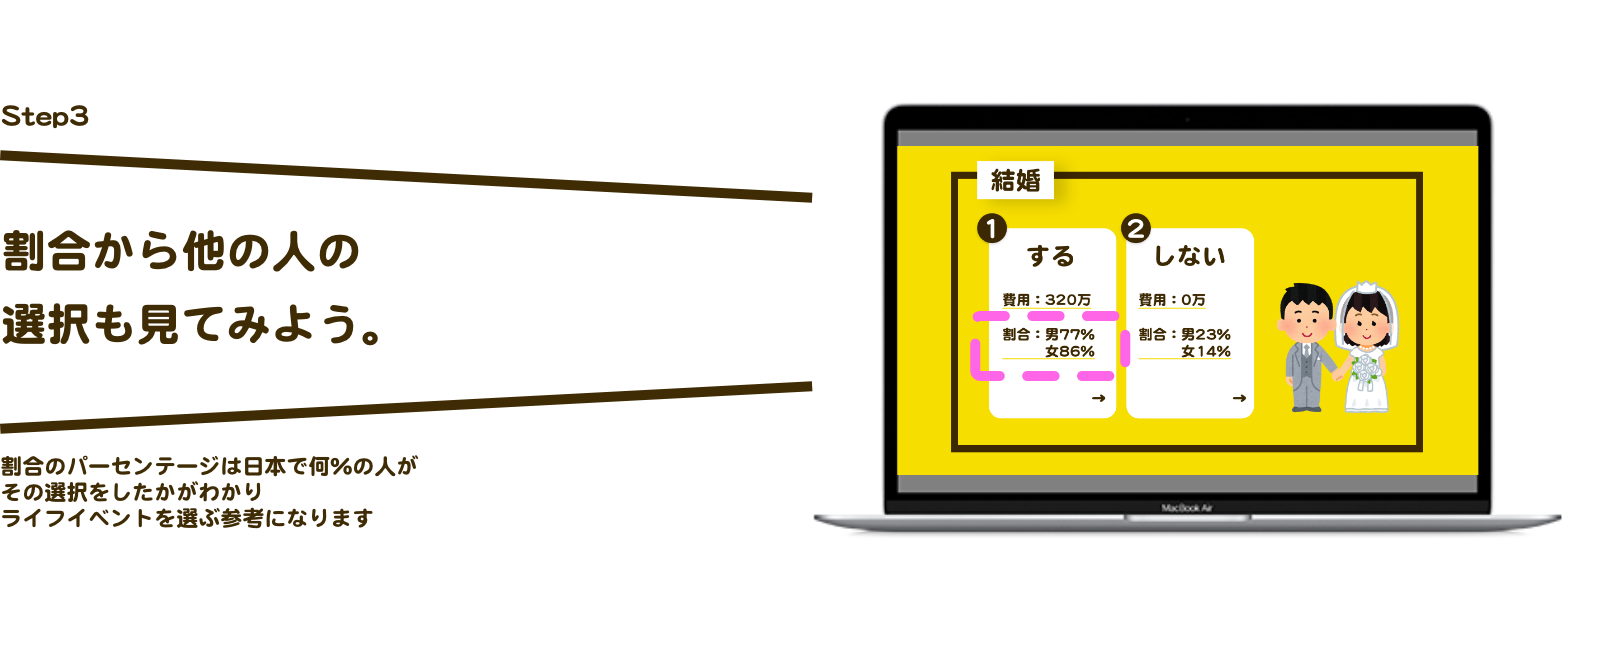 Step3
割合から他の人の
選択も見てみよう。
割合のパーセンテージは日本で何%の人が
その選択をしたかがわかり
ライフイベントを選ぶ参考になります
結婚
1
する
費用：320万
割合：男77%
女86%
→
2
しない
費用：0万
割合：男23%
女14%
→
MacBook Air